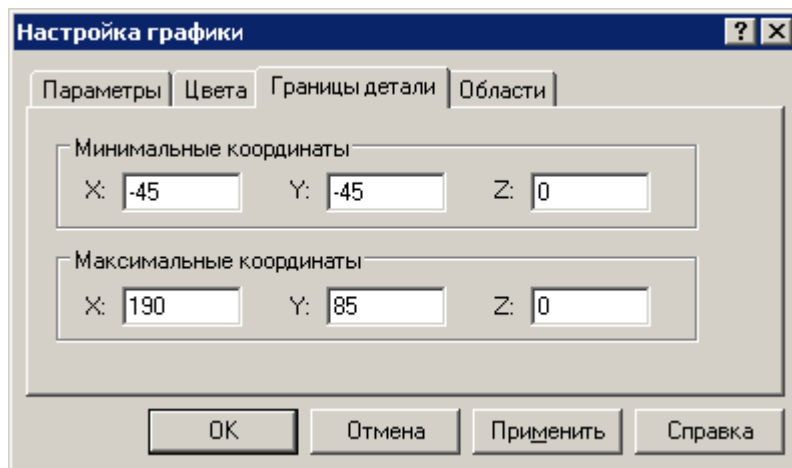 Настройка графики
Параметры Цвета Границы детали Области
Минимальные координаты
X: -45 Y: -45 Z: 0
Максимальные координаты
X: 190 Y: 85 Z: 0
OK Отмена Применить Справка